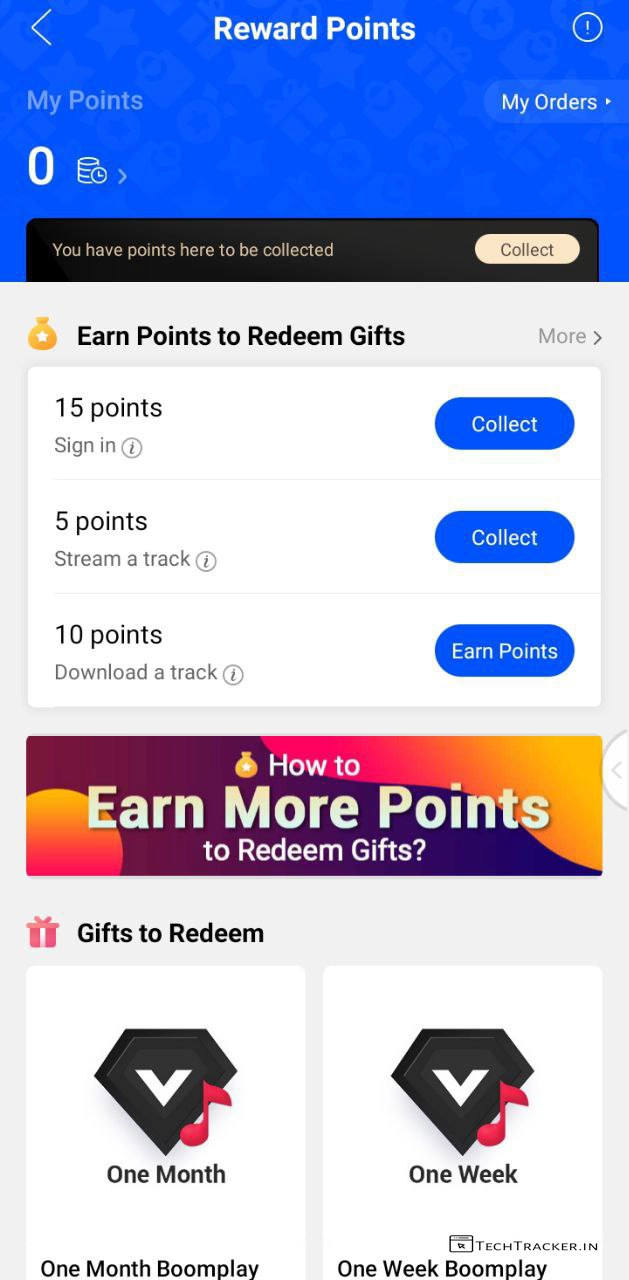 Reward Points
My Points
My Orders
0
You have points here to be collected
Collect
Earn Points to Redeem Gifts
More
15 points
Sign in
Collect
5 points
Stream a track
Collect
10 points
Download a track
Earn Points
How to
Earn More Points
to Redeem Gifts?
Gifts to Redeem
One Month
One Week
TECHTRACKER.IN
One Month Boomplay
One Week Boomplay